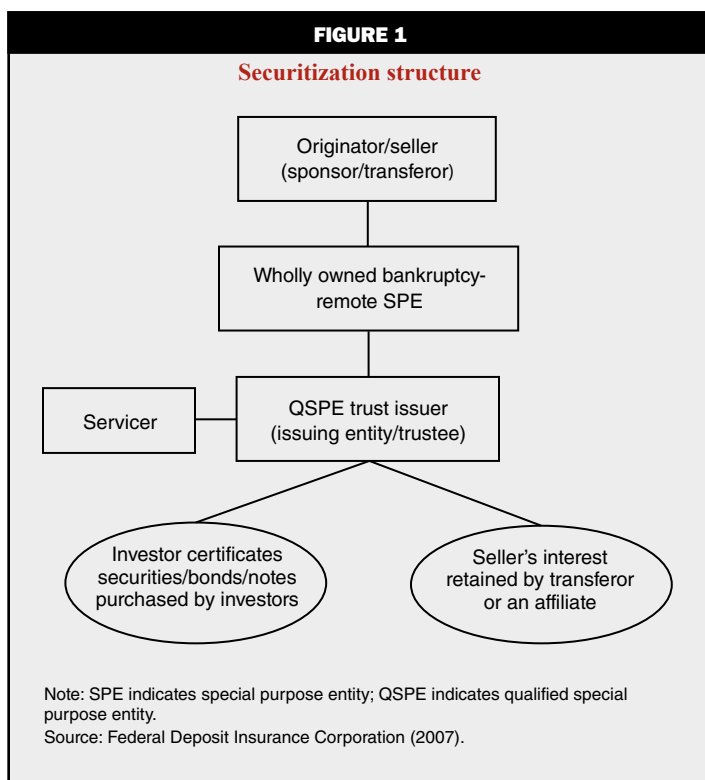 FIGURE 1
Securitization structure
Originator/seller
(sponsor/transferor)
Wholly owned bankruptcy-
remote SPE
Servicer
QSPE trust issuer
(issuing entity/trustee)
Investor certificates
securities/bonds/notes
purchased by investors
Seller's interest
retained by transferor
or an affiliate
Note: SPE indicates special purpose entity; QSPE indicates qualified special
purpose entity.
Source: Federal Deposit Insurance Corporation (2007).